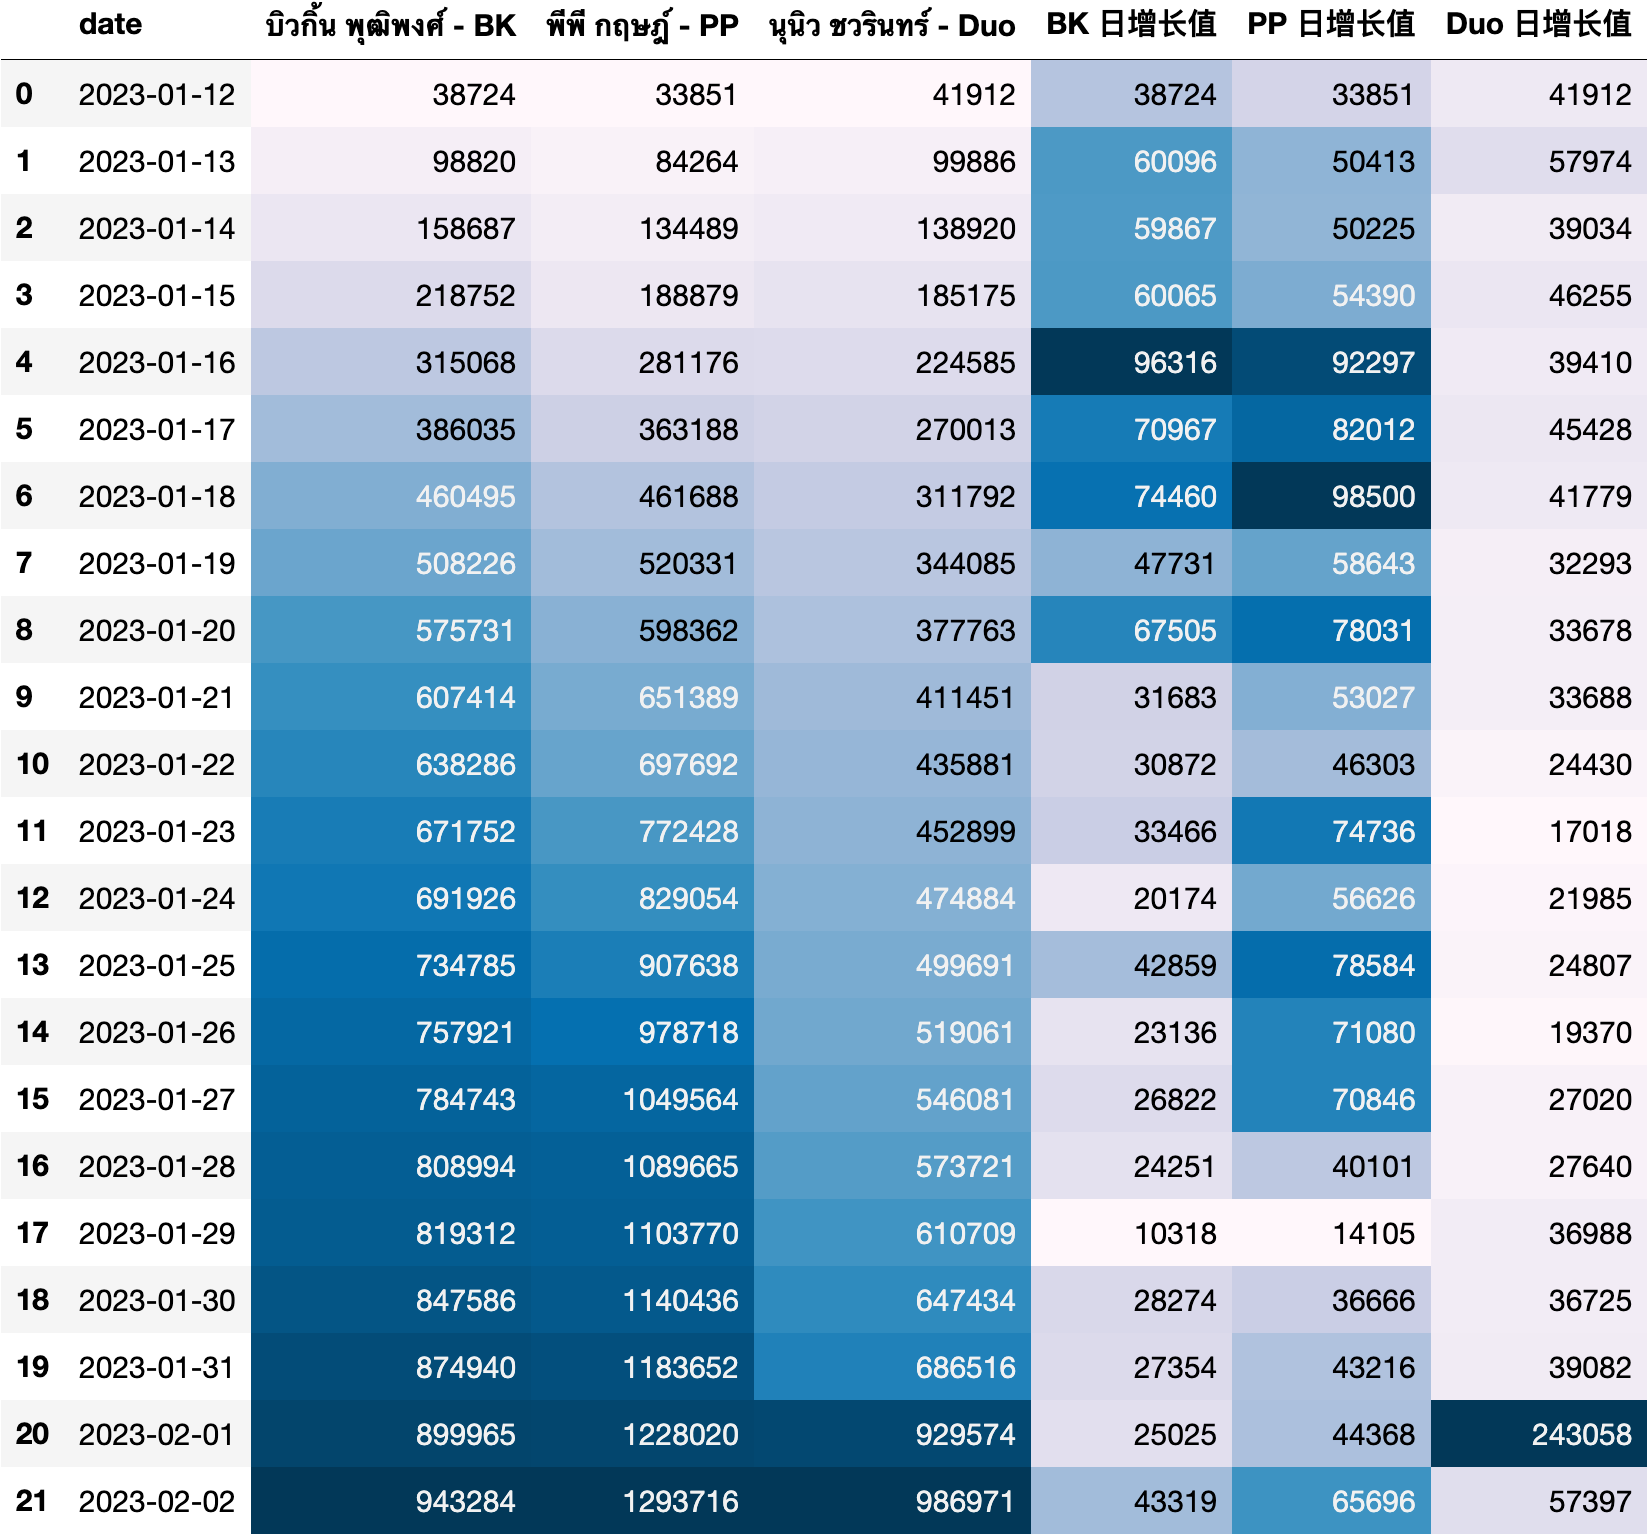 date บิวกิ้น พุฒิพงศ์ - BK พีพี กฤษฎ์ - PP นุนิว ชวรินทร์ - Duo BK 日增长值 PP 日增长值 Duo 日增长值
0 2023-01-12 38724 33851 41912 38724 33851 41912
1 2023-01-13 98820 84264 99886 60096 50413 57974
2 2023-01-14 158687 134489 138920 59867 50225 39034
3 2023-01-15 218752 188879 185175 60065 54390 46255
4 2023-01-16 315068 281176 224585 96316 92297 39410
5 2023-01-17 386035 363188 270013 70967 82012 45428
6 2023-01-18 460495 461688 311792 74460 98500 41779
7 2023-01-19 508226 520331 344085 47731 58643 32293
8 2023-01-20 575731 598362 377763 67505 78031 33678
9 2023-01-21 607414 651389 411451 31683 53027 33688
10 2023-01-22 638286 697692 435881 30872 46303 24430
11 2023-01-23 671752 772428 452899 33466 74736 17018
12 2023-01-24 691926 829054 474884 20174 56626 21985
13 2023-01-25 734785 907638 499691 42859 78584 24807
14 2023-01-26 757921 978718 519061 23136 71080 19370
15 2023-01-27 784743 1049564 546081 26822 70846 27020
16 2023-01-28 808994 1089665 573721 24251 40101 27640
17 2023-01-29 819312 1103770 610709 10318 14105 36988
18 2023-01-30 847586 1140436 647434 28274 36666 36725
19 2023-01-31 874940 1183652 686516 27354 43216 39082
20 2023-02-01 899965 1228020 929574 25025 44368 243058
21 2023-02-02 943284 1293716 986971 43319 65696 57397